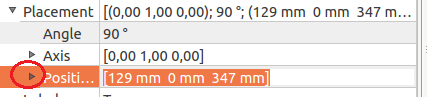 Placement [(0,00 1,00 0,00); 90 °; (129 mm  0 mm  347 m...
Angle 90 °
Axis [0,00 1,00 0,00]
Positi... [129 mm  0 mm  347 mm]